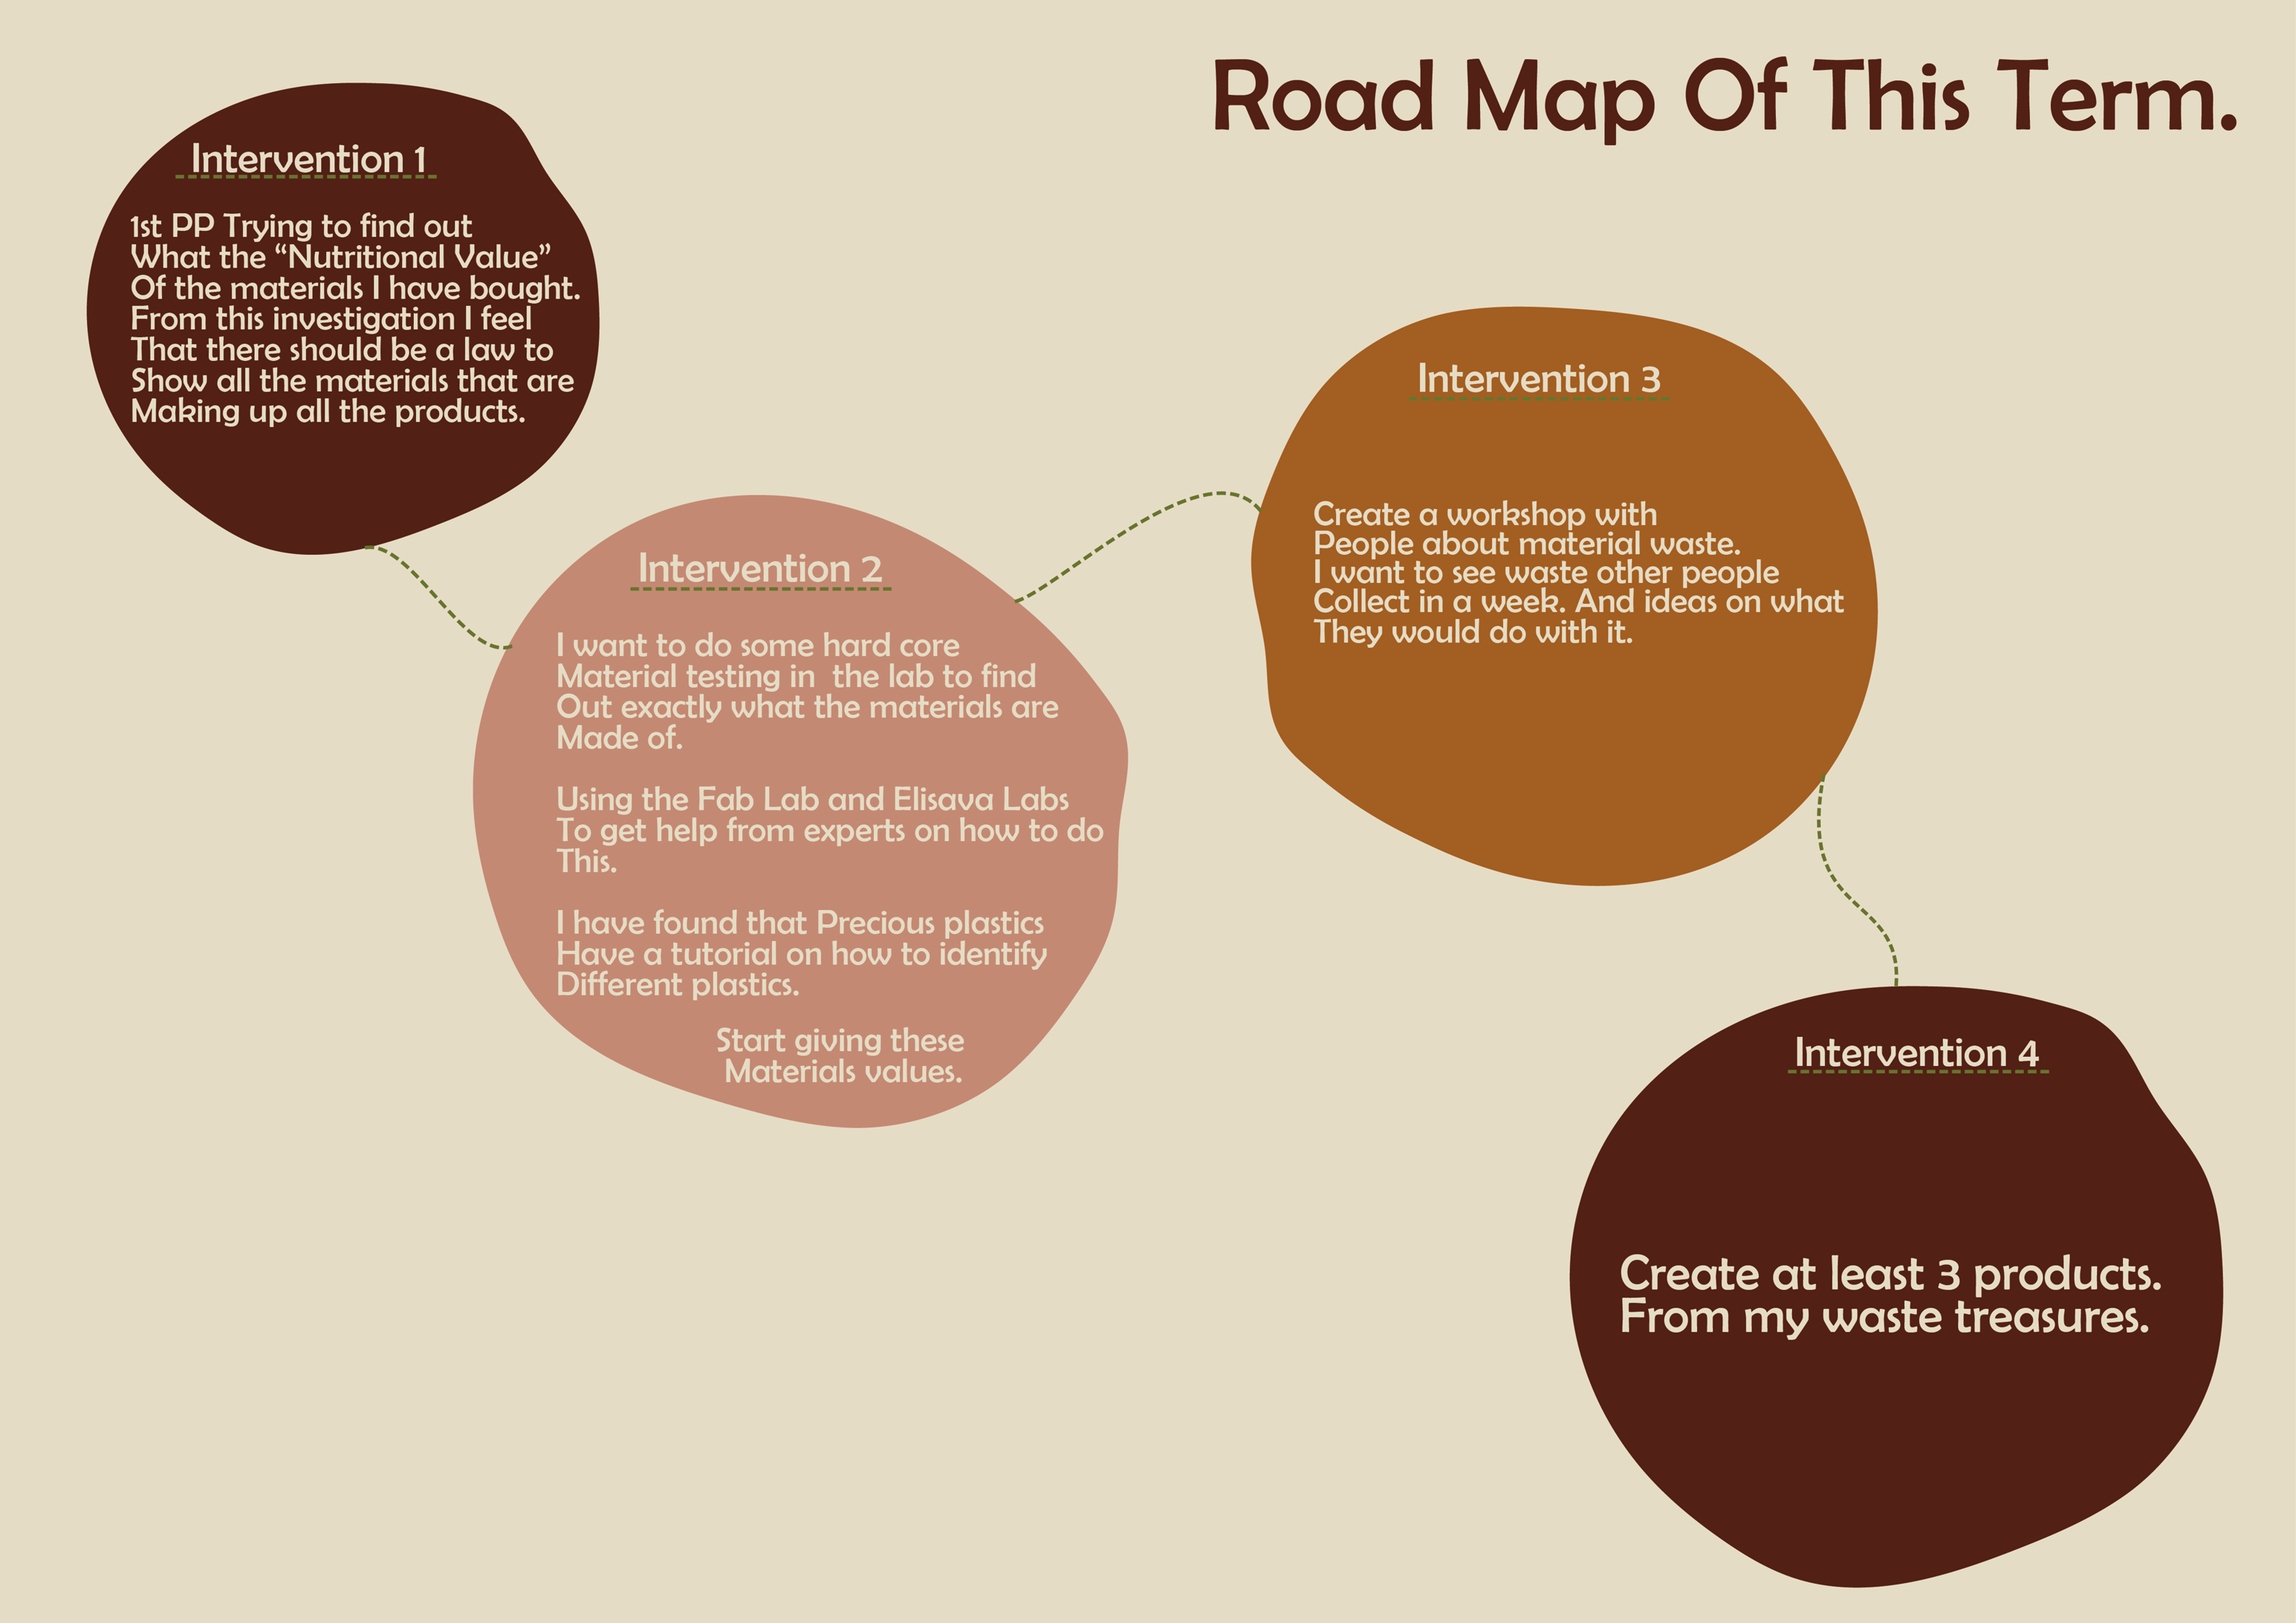 Road Map Of This Term.
Intervention 1
1st PP Trying to find out
What the “Nutritional Value”
Of the materials I have bought.
From this investigation I feel
That there should be a law to
Show all the materials that are
Making up all the products.
Intervention 2
I want to do some hard core
Material testing in  the lab to find
Out exactly what the materials are
Made of.
Using the Fab Lab and Elisava Labs
To get help from experts on how to do
This.
I have found that Precious plastics
Have a tutorial on how to identify
Different plastics.
Start giving these
Materials values.
Intervention 3
Create a workshop with
People about material waste.
I want to see waste other people
Collect in a week. And ideas on what
They would do with it.
Intervention 4
Create at least 3 products.
From my waste treasures.